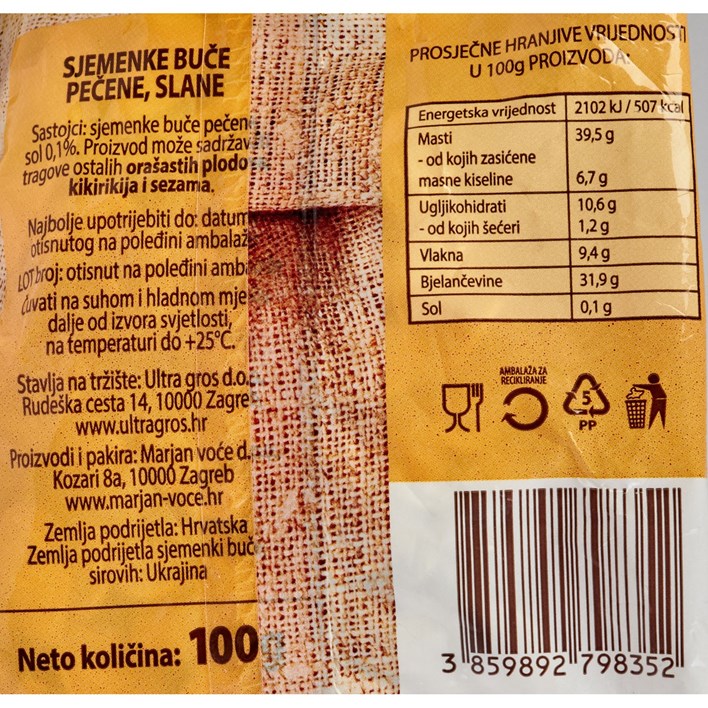 SJEMENKE BUČE
PEČENE, SLANE
Sastojci: sjemenke buče pečen
sol 0,1%. Proizvod može sadržav
tragove ostalih orašastih plodo
kikirikija i sezama.
Najbolje upotrijebiti do: datum
otisnutog na poleđini ambalaž
LOT broj: otisnut na poleđini amb
Čuvati na suhom i hladnom mje
dalje od izvora svjetlosti,
na temperaturi do +25°C.
Stavlja na tržište: Ultra gros d.o.
Rudeška cesta 14, 10000 Zagre
www.ultragros.hr
Proizvodi i pakira: Marjan voće d.
Kozari 8a, 10000 Zagreb
www.marjan-voce.hr
Zemlja podrijetla: Hrvatska
Zemlja podrijetla sjemenki buč
sirovih: Ukrajina
Neto količina: 100
PROSJEČNE HRANJIVE VRIJEDNOSTI
U 100g PROIZVODA:
Energetska vrijednost 2102 kJ / 507 kcal
Masti 39,5 g
- od kojih zasićene
masne kiseline 6,7 g
Ugljikohidrati 10,6 g
- od kojih šećeri 1,2 g
Vlakna 9,4 g
Bjelančevine 31,9 g
Sol 0,1 g
AMBALAŽA ZA
RECIKLIRANJE
5
PP
3 859892 798352